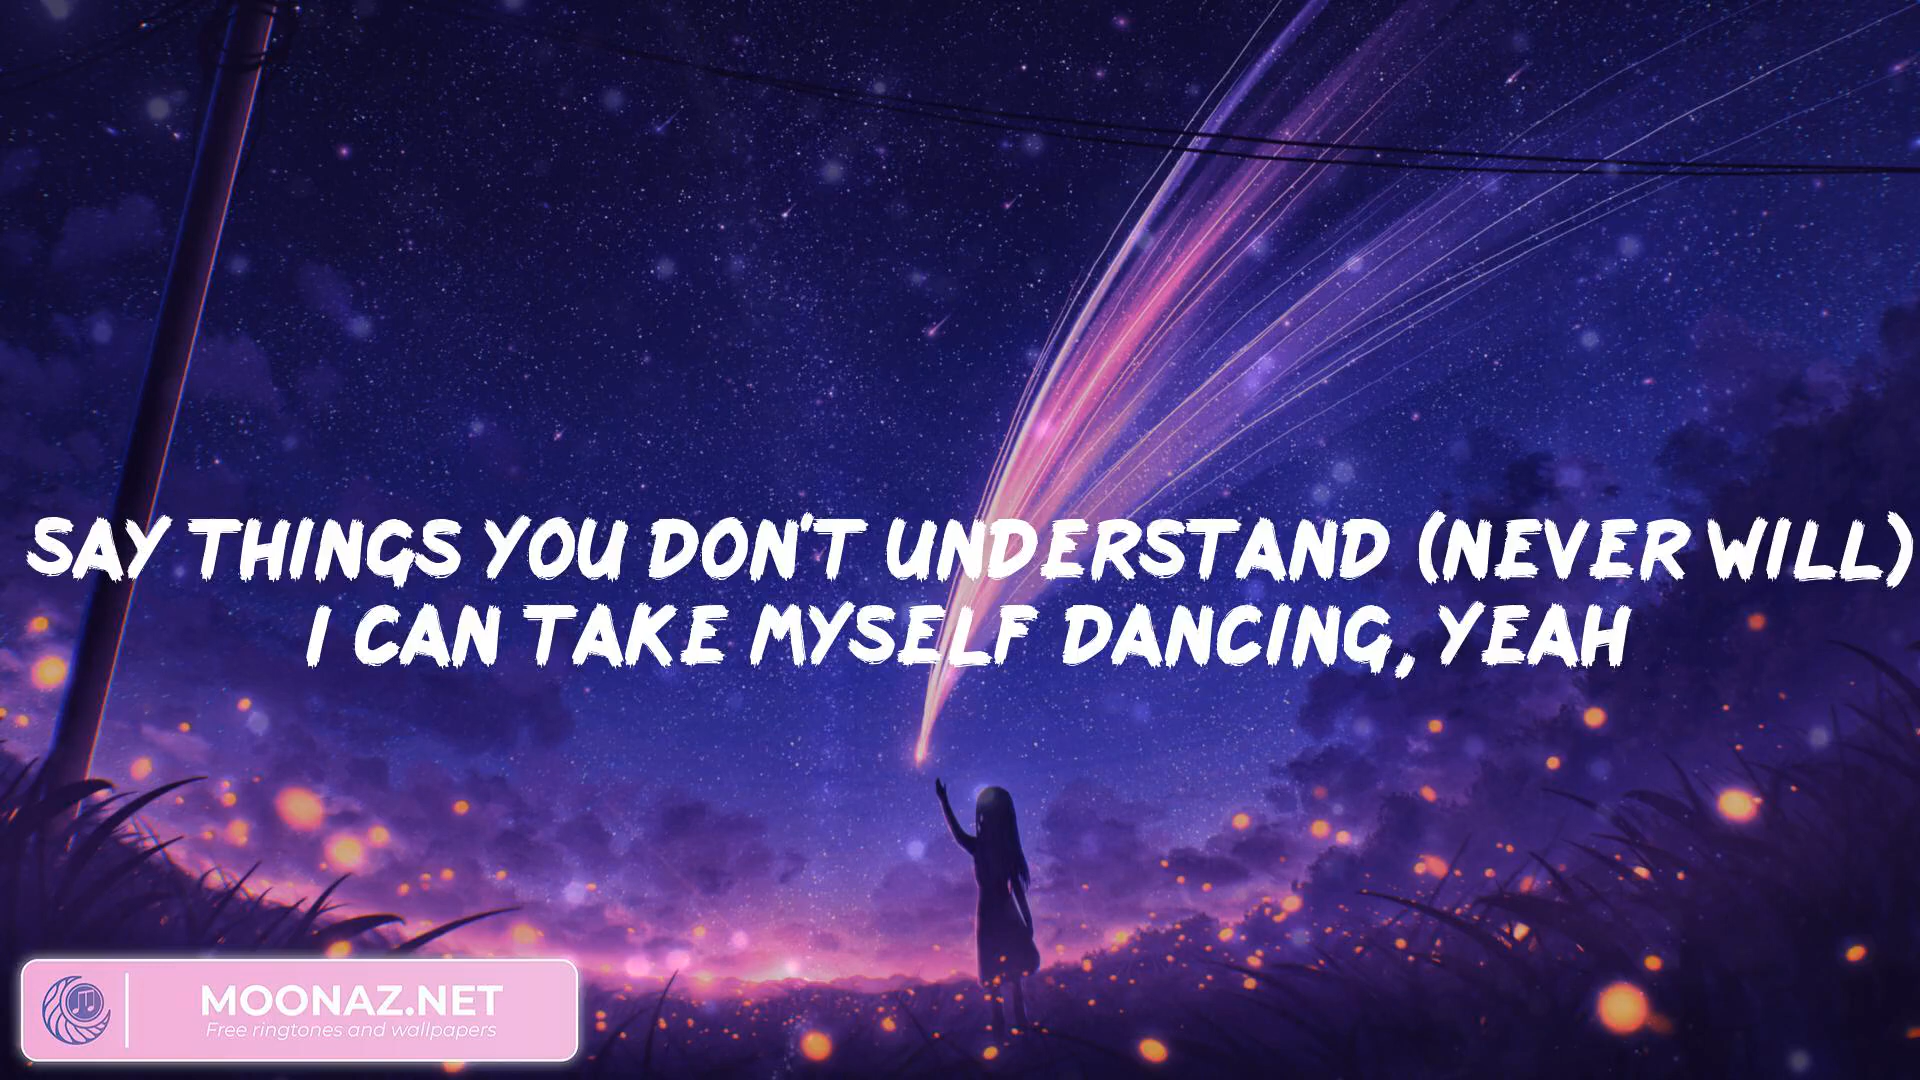 SAY THINGS YOU DON'T UNDERSTAND (NEVER WILL)
I CAN TAKE MYSELF DANCING, YEAH
MOONAZ.NET
Free ringtones and wallpapers